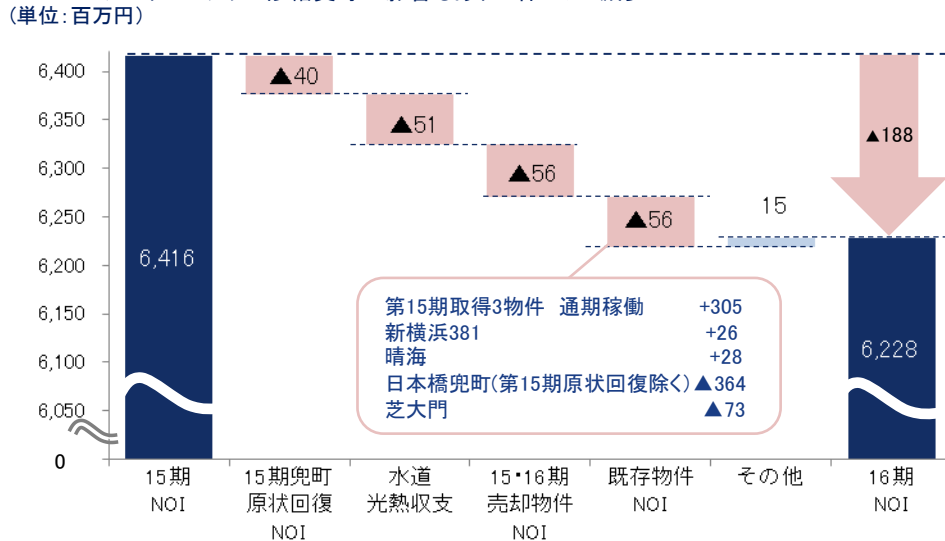 (単位:百万円)
6,400
6,350
6,300
6,250
6,200
6,150
6,100
6,050
0
6,416
▲40
▲51
▲56
▲56
15
▲188
6,228
第15期取得3物件 通期稼働 +305
新横浜381 +26
晴海 +28
日本橋兜町(第15期原状回復除く)▲364
芝大門 ▲73
15期
NOI
15期兜町
原状回復
NOI
水道
光熱収支
15・16期
売却物件
NOI
既存物件
NOI
その他
16期
NOI